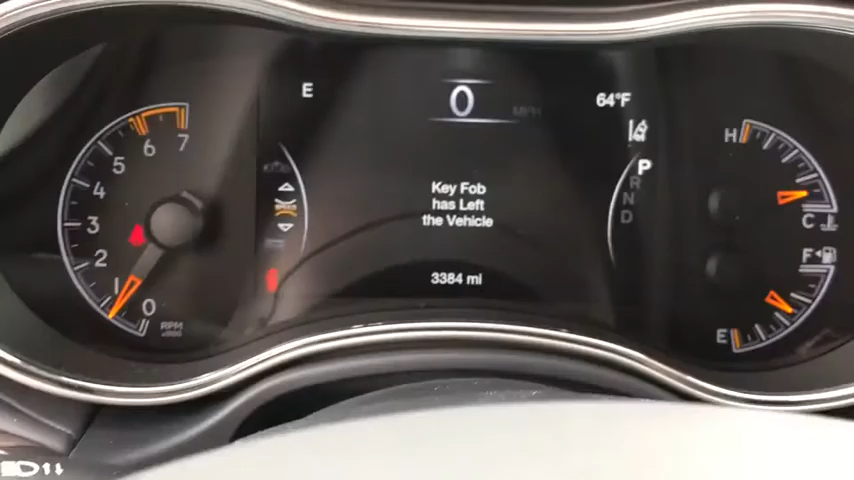 E
0
MPH
64°F
7
6
5
4
3
2
1
0
RPM
Key Fob
has Left
the Vehicle
3384 mi
P
R
N
D
H
C
F
E